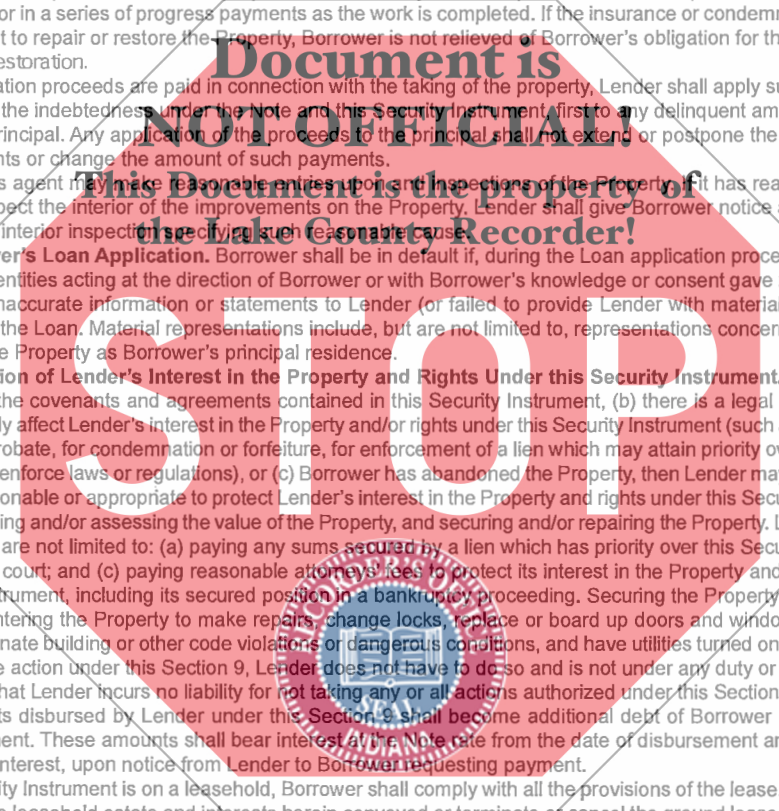 or in a series of progress payments as the work is completed. If the insurance or condem
t to repair or restore the Property, Borrower is not relieved of Borrower's obligation for th
estoration.
Document is
ation proceeds are paid in connection with the taking of the property, Lender shall apply su
the indebtedness under the Note and this Security Instrument, first to any delinquent am
NOT OFFICIAL!
rincipal. Any application of the proceeds to the principal shall not extend or postpone the
nts or change the amount of such payments.
s agent may make reasonable entries upon and inspections of the Property. If it has rea
This Document is the property of
pect the interior of the improvements on the Property. Lender shall give Borrower notice
the Lake County Recorder!
interior inspection specifying such reasonable cause.
er's Loan Application. Borrower shall be in default if, during the Loan application proce
entities acting at the direction of Borrower or with Borrower's knowledge or consent gave
naccurate information or statements to Lender (or failed to provide Lender with material
the Loan. Material representations include, but are not limited to, representations concern
e Property as Borrower's principal residence.
STOP
ion of Lender's Interest in the Property and Rights Under this Security Instrument.
he covenants and agreements contained in this Security Instrument, (b) there is a legal
ly affect Lender's interest in the Property and/or rights under this Security Instrument (such
robate, for condemnation or forfeiture, for enforcement of a lien which may attain priority ov
enforce laws or regulations), or (c) Borrower has abandoned the Property, then Lender ma
onable or appropriate to protect Lender's interest in the Property and rights under this Secu
ing and/or assessing the value of the Property, and securing and/or repairing the Property. L
are not limited to: (a) paying any sums secured by a lien which has priority over this Secu
court; and (c) paying reasonable attorneys' fees to protect its interest in the Property and
trument, including its secured position in a bankruptcy proceeding. Securing the Property
ntering the Property to make repairs, change locks, replace or board up doors and windo
nate building or other code violations or dangerous conditions, and have utilities turned on
e action under this Section 9, Lender does not have to do so and is not under any duty or
hat Lender incurs no liability for not taking any or all actions authorized under this Section
ts disbursed by Lender under this Section 9 shall become additional debt of Borrower
ent. These amounts shall bear interest at the Note rate from the date of disbursement an
nterest, upon notice from Lender to Borrower requesting payment.
RECORDER'S OFFICE
SEAL
INDIANA
ity Instrument is on a leasehold, Borrower shall comply with all the provisions of the lease